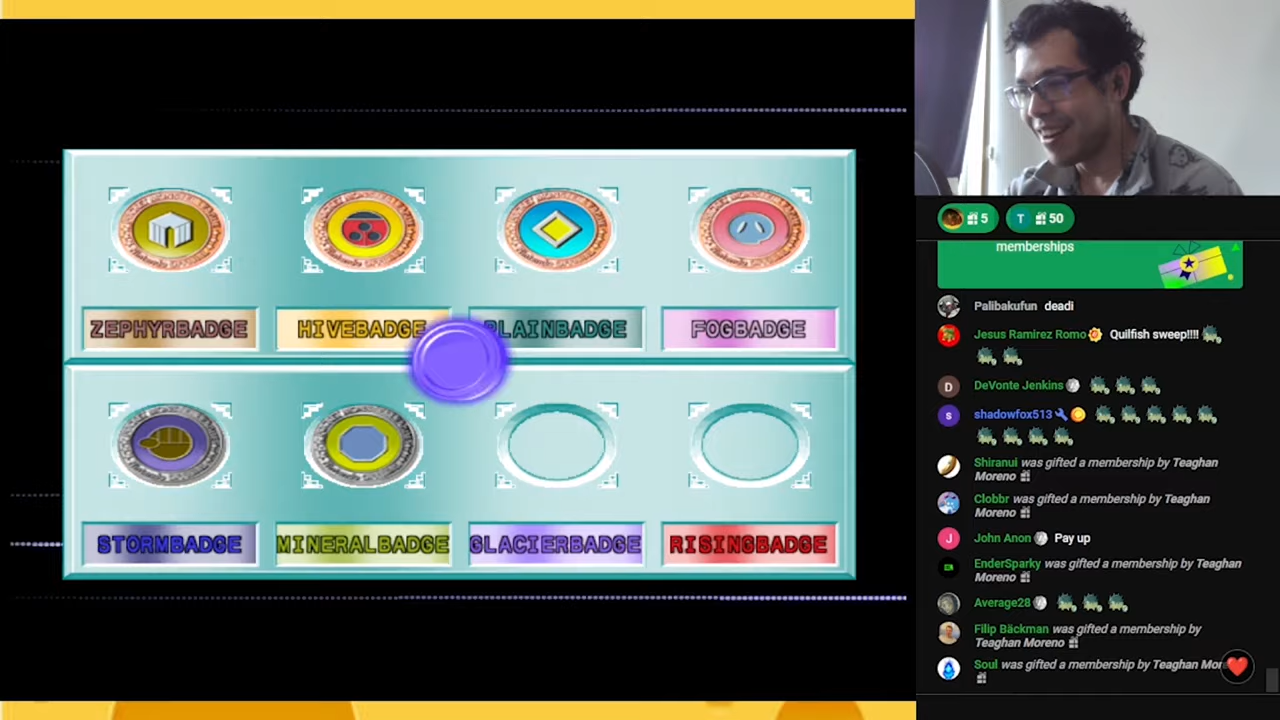 ZEPHYRBADGE
HIVEBADGE
PLAINBADGE
FOGBADGE
STORMBADGE
MINERALBADGE
GLACIERBADGE
RISINGBADGE
5
T 50
memberships
Palibakufun deadi
Jesus Ramirez Romo Quilfish sweep!!!!
D DeVonte Jenkins
s shadowfox513
Shiranui was gifted a membership by Teaghan
Moreno
Clobbr was gifted a membership by Teaghan
Moreno
J John Anon Pay up
EnderSparky was gifted a membership by Teaghan
Moreno
Average28
Filip Bäckman was gifted a membership by
Teaghan Moreno
Soul was gifted a membership by Teaghan Mor